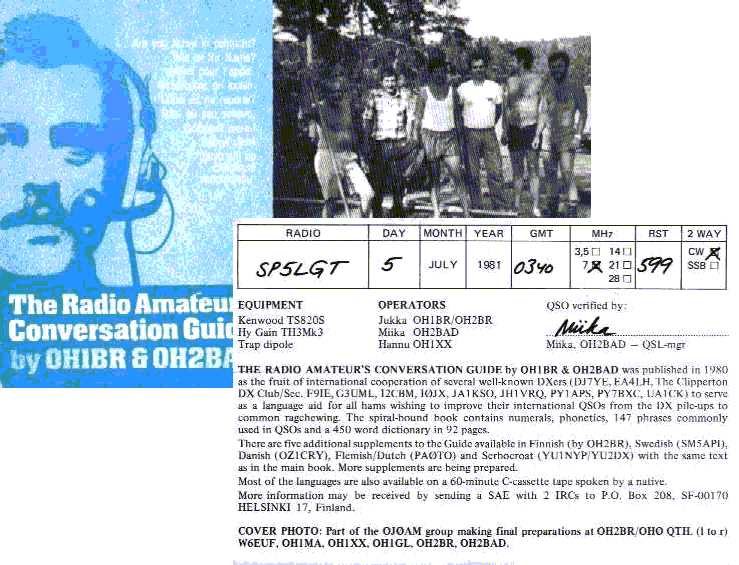 Are you active in contests?
The Radio Amateu
Conversation Guid
by OH1BR & OH2BA
RADIO DAY MONTH YEAR GMT MHz RST 2 WAY
SP5LGT 5 JULY 1981 0340 599
3,5 ☐ 14 ☐
7 ☒ 21 ☐
28 ☐
CW ☒
SSB ☐
EQUIPMENT OPERATORS QSO verified by:
Kenwood TS820S Jukka OH1BR/OH2BR
Hy Gain TH3Mk3 Miika OH2BAD Miika
Trap dipole Hannu OH1XX Miika, OH2BAD – QSL-mgr
THE RADIO AMATEUR'S CONVERSATION GUIDE by OH1BR & OH2BAD was published in 1980
as the fruit of international cooperation of several well-known DXers (DJ7YE, EA4LH, The Clipperton
DX Club/Sec. F9IE, G3UML, I2CBM, I0JX, JA1KSO, JH1VRQ, PY1APS, PY7BXC, UA1CK) to serve
as a language aid for all hams wishing to improve their international QSOs from the DX pile-ups to
common ragchewing. The spiral-bound book contains numerals, phonetics, 147 phrases commonly
used in QSOs and a 450 word dictionary in 92 pages.
There are five additional supplements to the Guide available in Finnish (by OH2BR), Swedish (SM5API),
Danish (OZ1CRY), Flemish/Dutch (PAØTO) and Serbocroat (YU1NYP/YU2DX) with the same text
as in the main book. More supplements are being prepared.
Most of the languages are also available on a 60-minute C-cassette tape spoken by a native.
More information may be received by sending a SAE with 2 IRCs to P.O. Box 208, SF-00170
HELSINKI 17, Finland.
COVER PHOTO: Part of the OJØAM group making final preparations at OH2BR/OHØ QTH. (l to r)
W6EUF, OH1MA, OH1XX, OH1GL, OH2BR, OH2BAD.